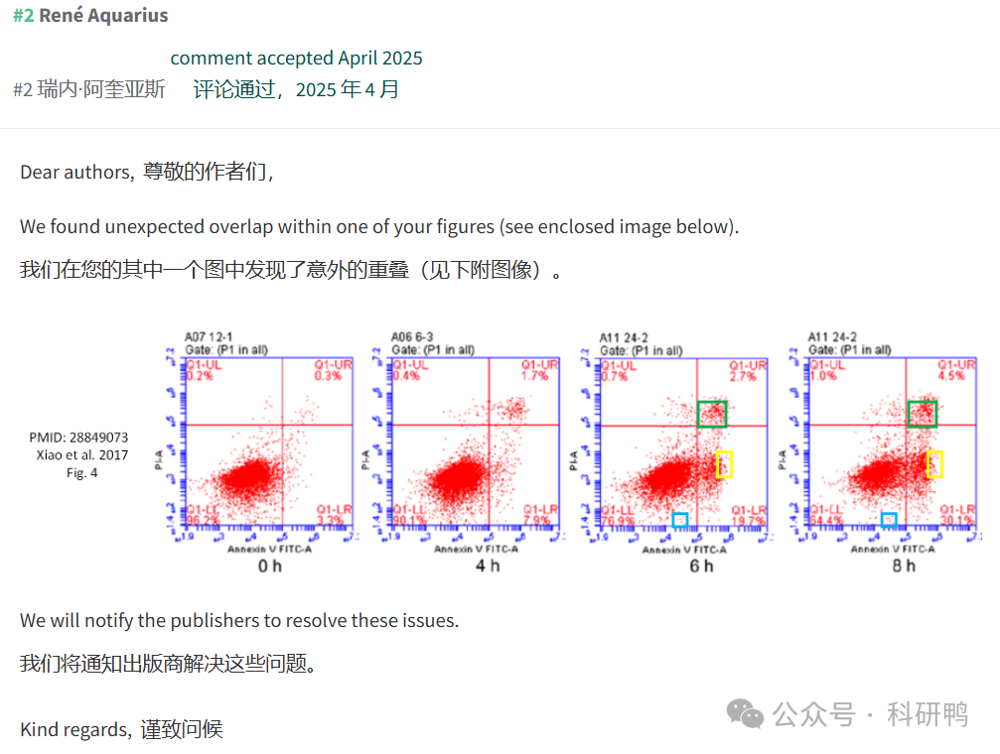 #2 René Aquarius
comment accepted April 2025
#2 瑞内·阿奎亚斯 评论通过，2025 年 4 月
Dear authors, 尊敬的作者们，
We found unexpected overlap within one of your figures (see enclosed image below).
我们在您的其中一个图中发现了意外的重叠（见下附图像）。
PMID: 28849073
Xiao et al. 2017
Fig. 4
A07 12-1
Gate: (P1 in all)
Q1-UL
0.2%
Q1-UR
0.3%
Q1-LL
96.2%
Q1-LR
3.3%
PI-A
Annexin V FITC-A
0 h
A06 6-3
Gate: (P1 in all)
Q1-UL
0.4%
Q1-UR
1.7%
Q1-LL
90.1%
Q1-LR
7.9%
PI-A
Annexin V FITC-A
4 h
A11 24-2
Gate: (P1 in all)
Q1-UL
0.7%
Q1-UR
2.7%
Q1-LL
76.9%
Q1-LR
19.7%
PI-A
Annexin V FITC-A
6 h
A11 24-2
Gate: (P1 in all)
Q1-UL
1.0%
Q1-UR
4.5%
Q1-LL
64.4%
Q1-LR
30.1%
PI-A
Annexin V FITC-A
8 h
We will notify the publishers to resolve these issues.
我们将通知出版商解决这些问题。
Kind regards, 谨致问候
公众号 · 科研鸭